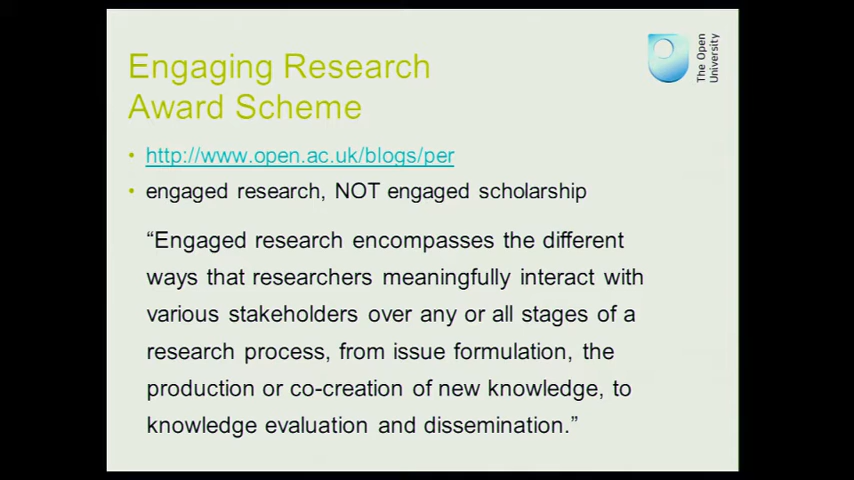 Engaging Research
Award Scheme
The Open
University
• http://www.open.ac.uk/blogs/per
• engaged research, NOT engaged scholarship
“Engaged research encompasses the different
ways that researchers meaningfully interact with
various stakeholders over any or all stages of a
research process, from issue formulation, the
production or co-creation of new knowledge, to
knowledge evaluation and dissemination.”